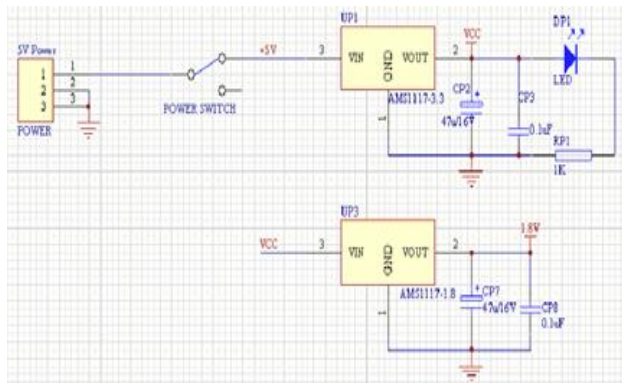 5V Power
1
2
3
1
2
3
POWER
POWER SWITCH
+5V
UP1
3
VIN
GND
VOUT
2
1
AMS1117-3.3
VCC
CP2
+
47u/16V
CP3
0.1uF
DP1
LED
RP1
1K
VCC
UP3
3
VIN
GND
VOUT
2
1
AMS1117-1.8
1.8V
+
CP7
47u/16V
CP8
0.1uF